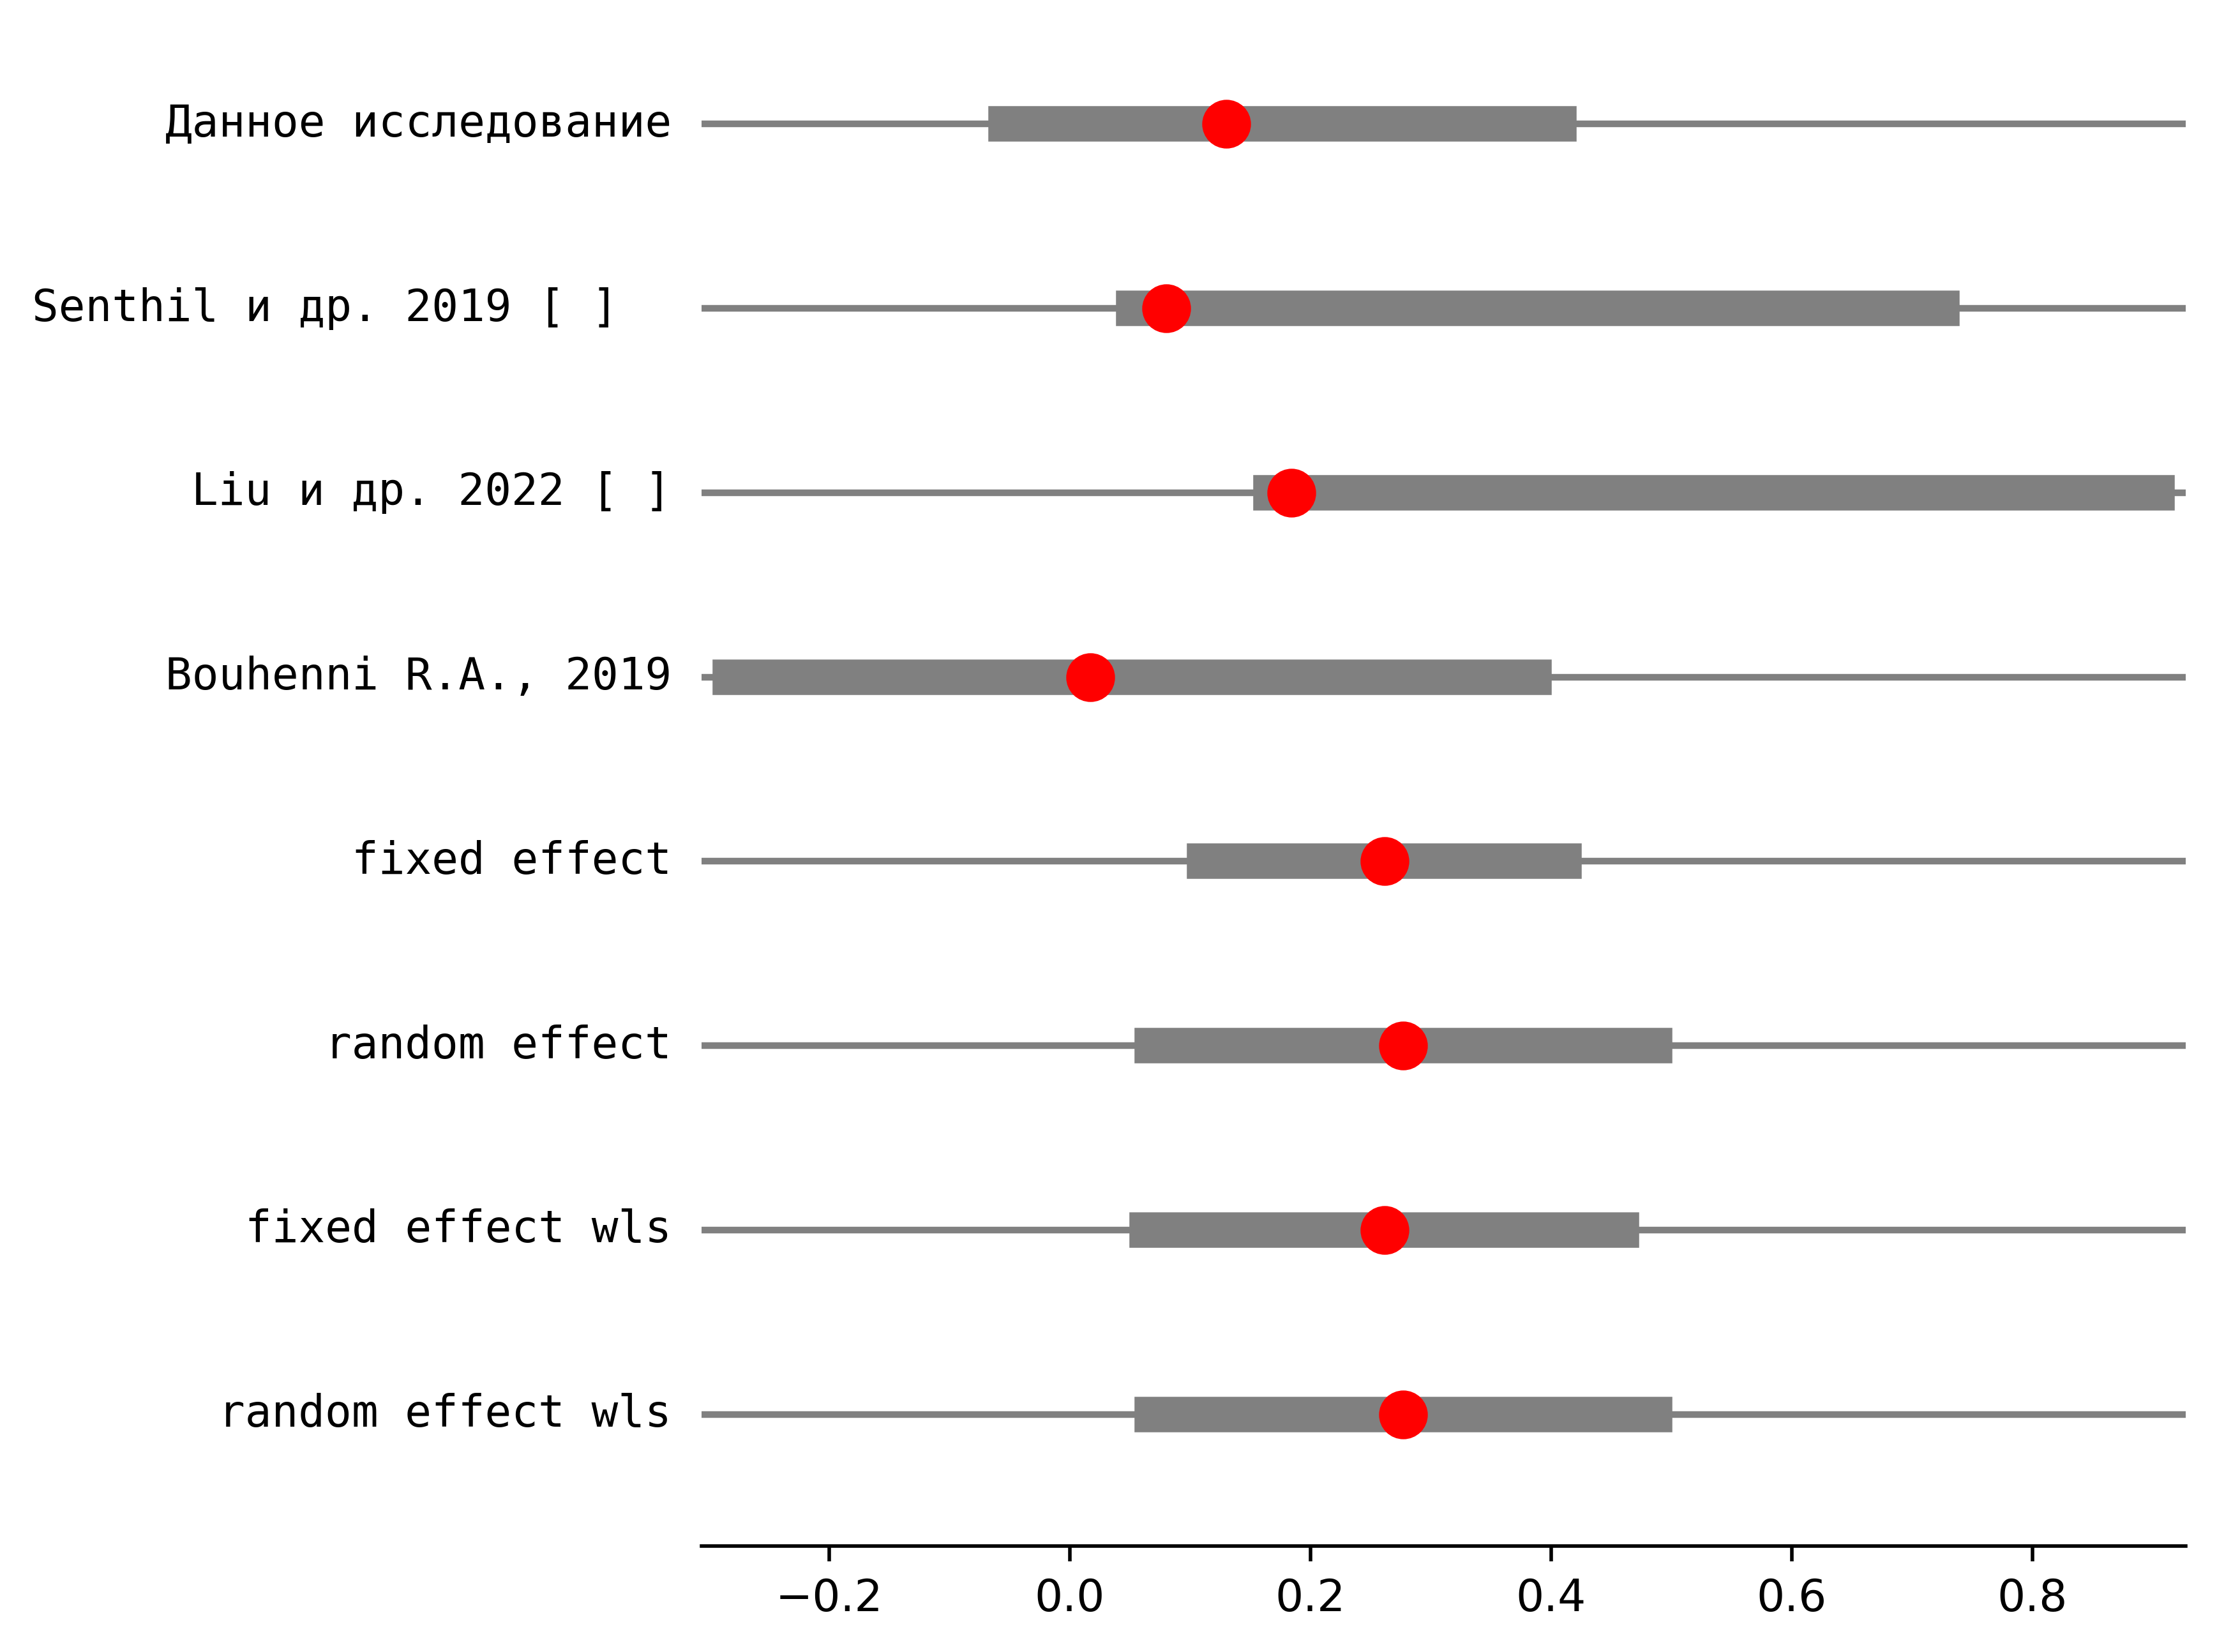 Данное исследование
Senthil и др. 2019 [ ]
Liu и др. 2022 [ ]
Bouhenni R.A., 2019
fixed effect
random effect
fixed effect wls
random effect wls
−0.2 0.0 0.2 0.4 0.6 0.8